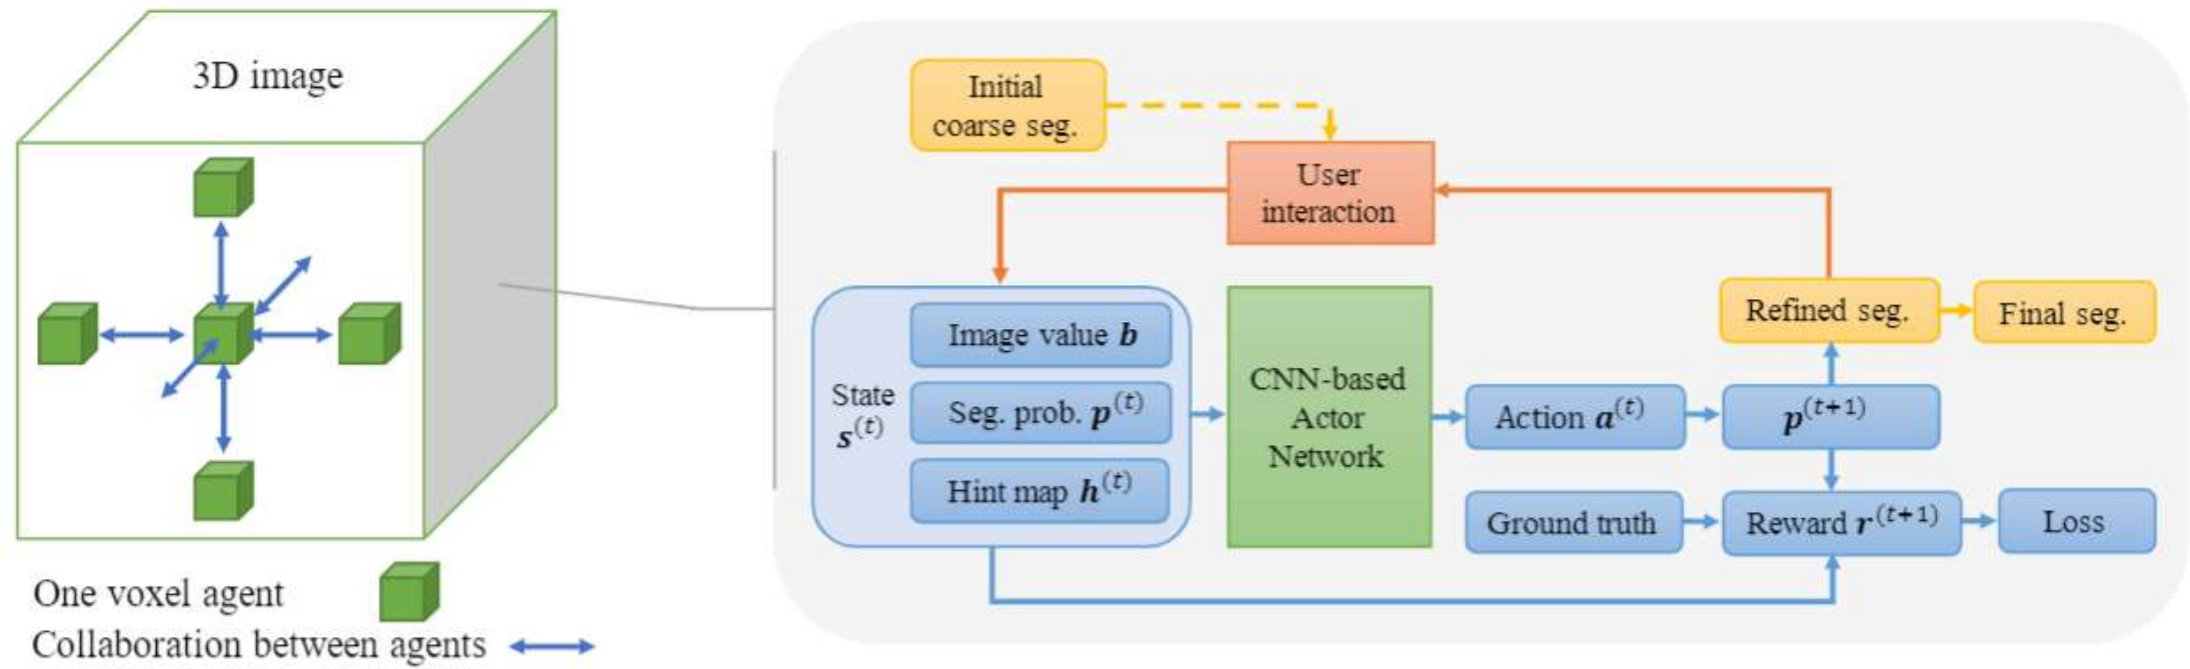 3D image
One voxel agent
Collaboration between agents
Initial
coarse seg.
User
interaction
State
s^(t)
Image value b
Seg. prob. p^(t)
Hint map h^(t)
CNN-based
Actor
Network
Action a^(t)
p^(t+1)
Refined seg.
Final seg.
Ground truth
Reward r^(t+1)
Loss